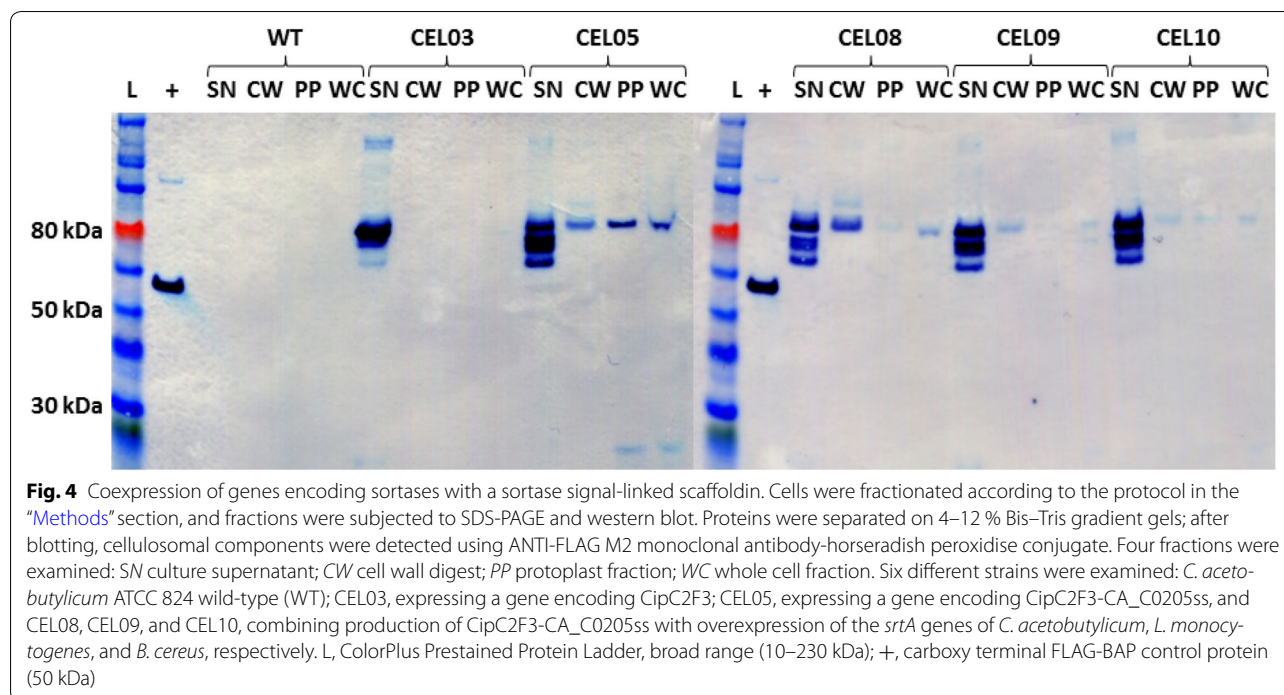 WT CEL03 CEL05 CEL08 CEL09 CEL10
L + SN CW PP WC SN CW PP WC SN CW PP WC L + SN CW PP WC SN CW PP WC SN CW PP WC
80 kDa 80 kDa
50 kDa 50 kDa
30 kDa 30 kDa
Fig. 4 Coexpression of genes encoding sortases with a sortase signal-linked scaffoldin. Cells were fractionated according to the protocol in the
"Methods" section, and fractions were subjected to SDS-PAGE and western blot. Proteins were separated on 4–12 % Bis–Tris gradient gels; after
blotting, cellulosomal components were detected using ANTI-FLAG M2 monoclonal antibody-horseradish peroxidise conjugate. Four fractions were
examined: SN culture supernatant; CW cell wall digest; PP protoplast fraction; WC whole cell fraction. Six different strains were examined: C. aceto-
butylicum ATCC 824 wild-type (WT); CEL03, expressing a gene encoding CipC2F3; CEL05, expressing a gene encoding CipC2F3-CA_C0205ss, and
CEL08, CEL09, and CEL10, combining production of CipC2F3-CA_C0205ss with overexpression of the srtA genes of C. acetobutylicum, L. monocy-
togenes, and B. cereus, respectively. L, ColorPlus Prestained Protein Ladder, broad range (10–230 kDa); +, carboxy terminal FLAG-BAP control protein
(50 kDa)